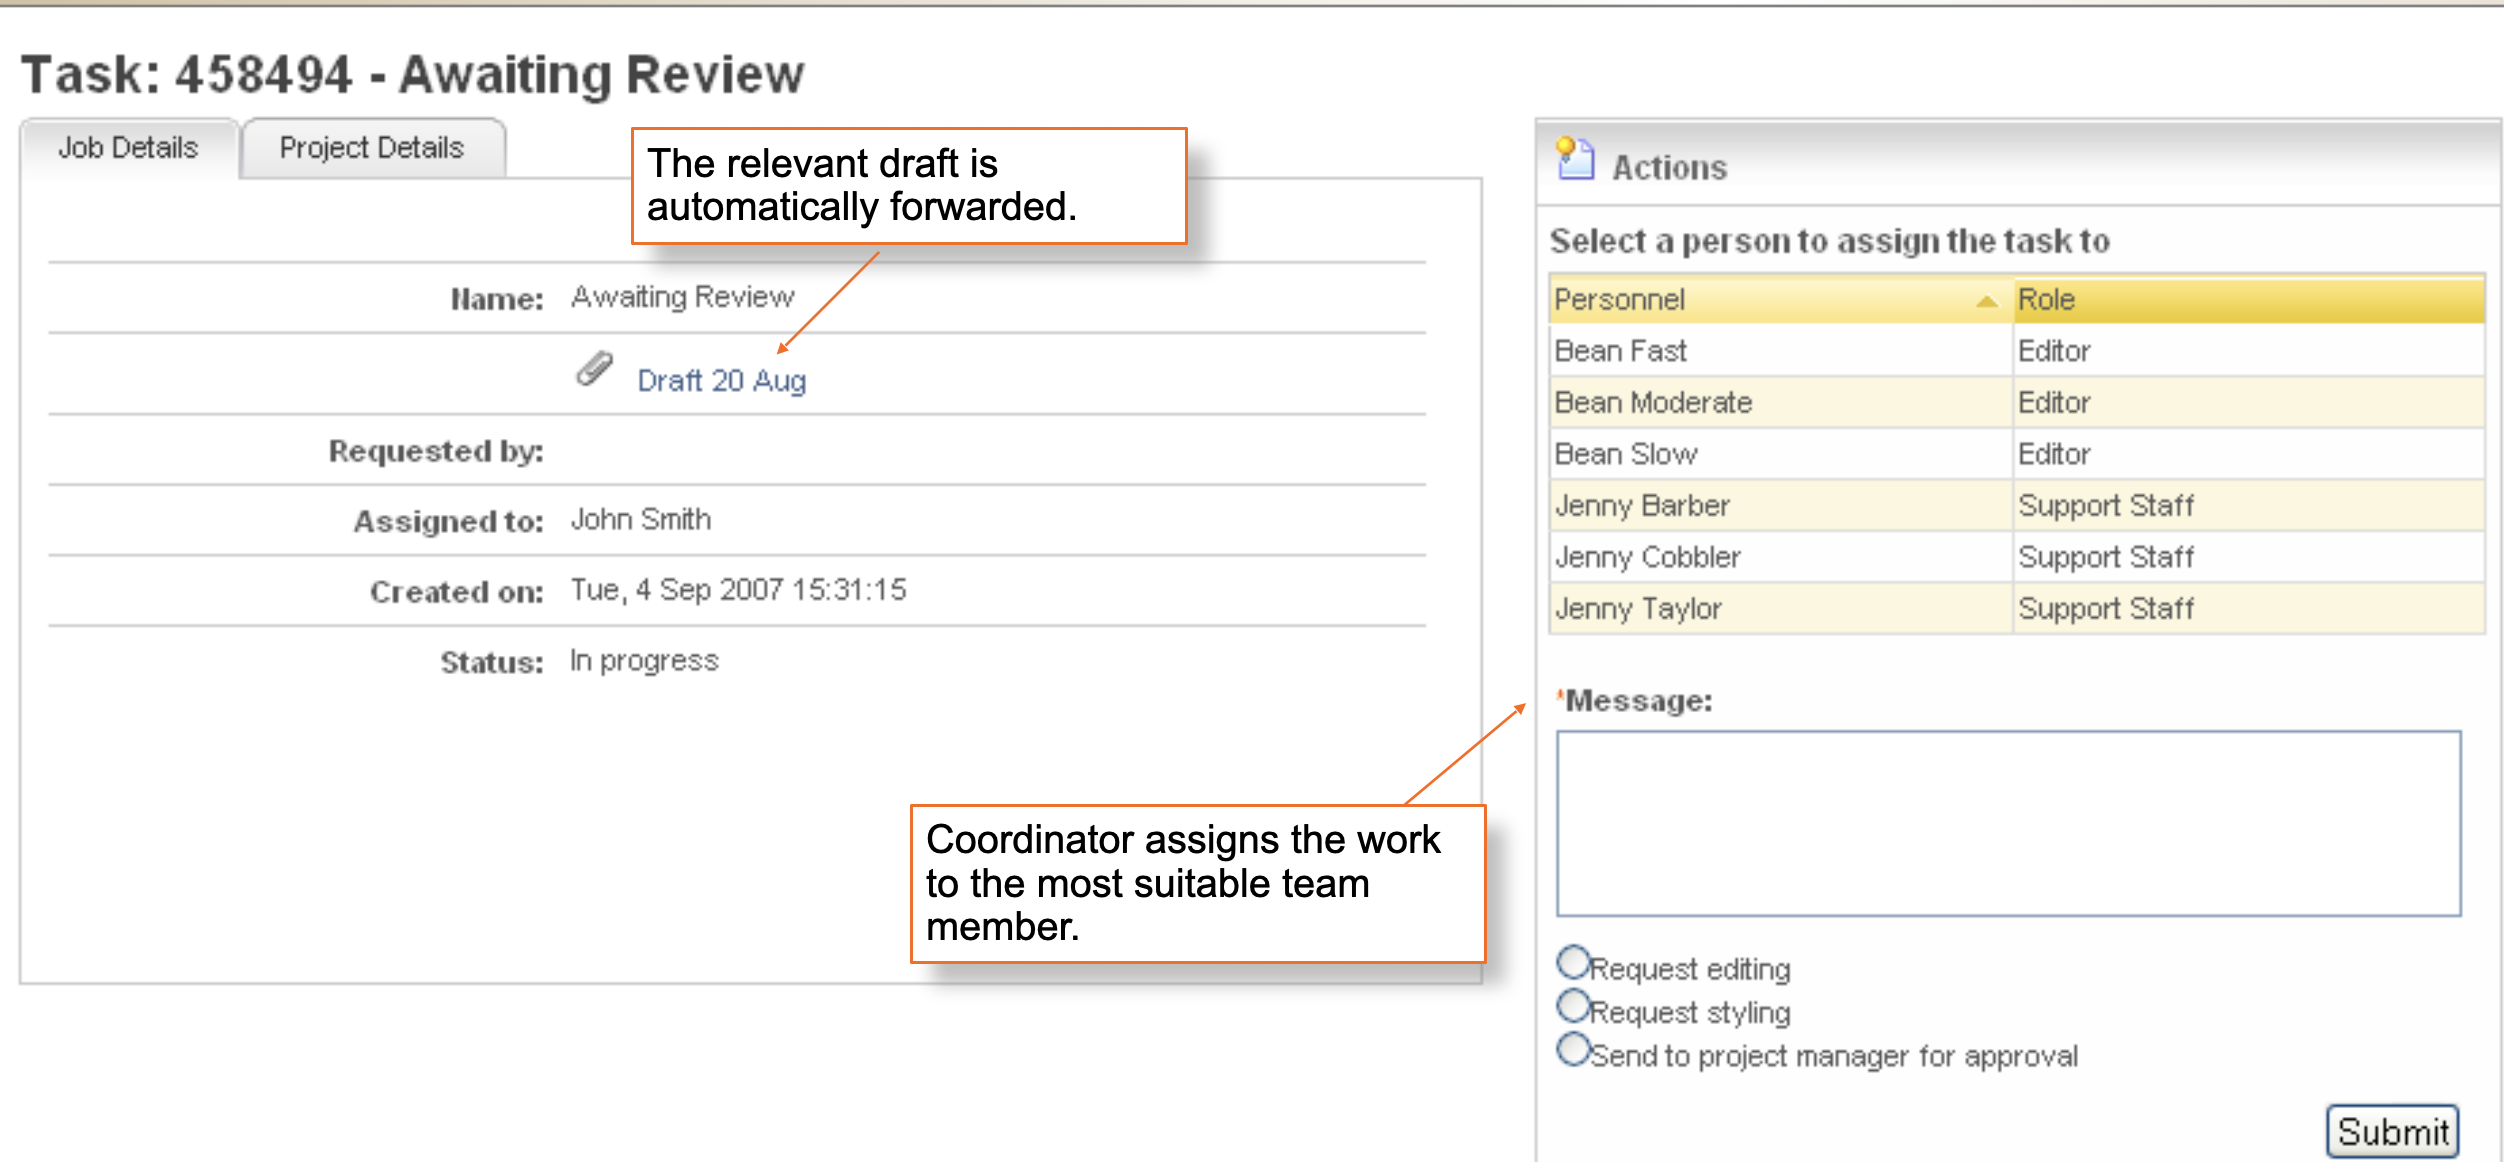 Task: 458494 - Awaiting Review
Job Details
Project Details
The relevant draft is
automatically forwarded.
Name: Awaiting Review
Draft 20 Aug
Requested by:
Assigned to: John Smith
Created on: Tue, 4 Sep 2007 15:31:15
Status: In progress
Coordinator assigns the work
to the most suitable team
member.
Actions
Select a person to assign the task to
Personnel Role
Bean Fast Editor
Bean Moderate Editor
Bean Slow Editor
Jenny Barber Support Staff
Jenny Cobbler Support Staff
Jenny Taylor Support Staff
*Message:
Request editing
Request styling
Send to project manager for approval
Submit